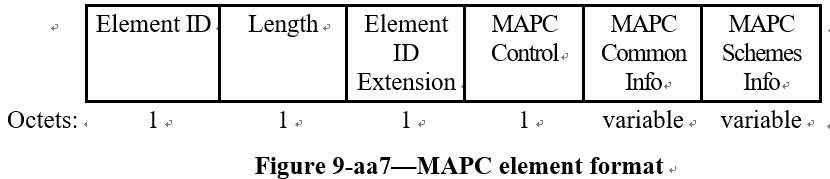 Element ID Length Element ID Extension MAPC Control MAPC Common Info MAPC Schemes Info
Octets: 1 1 1 1 variable variable
Figure 9-aa7—MAPC element format